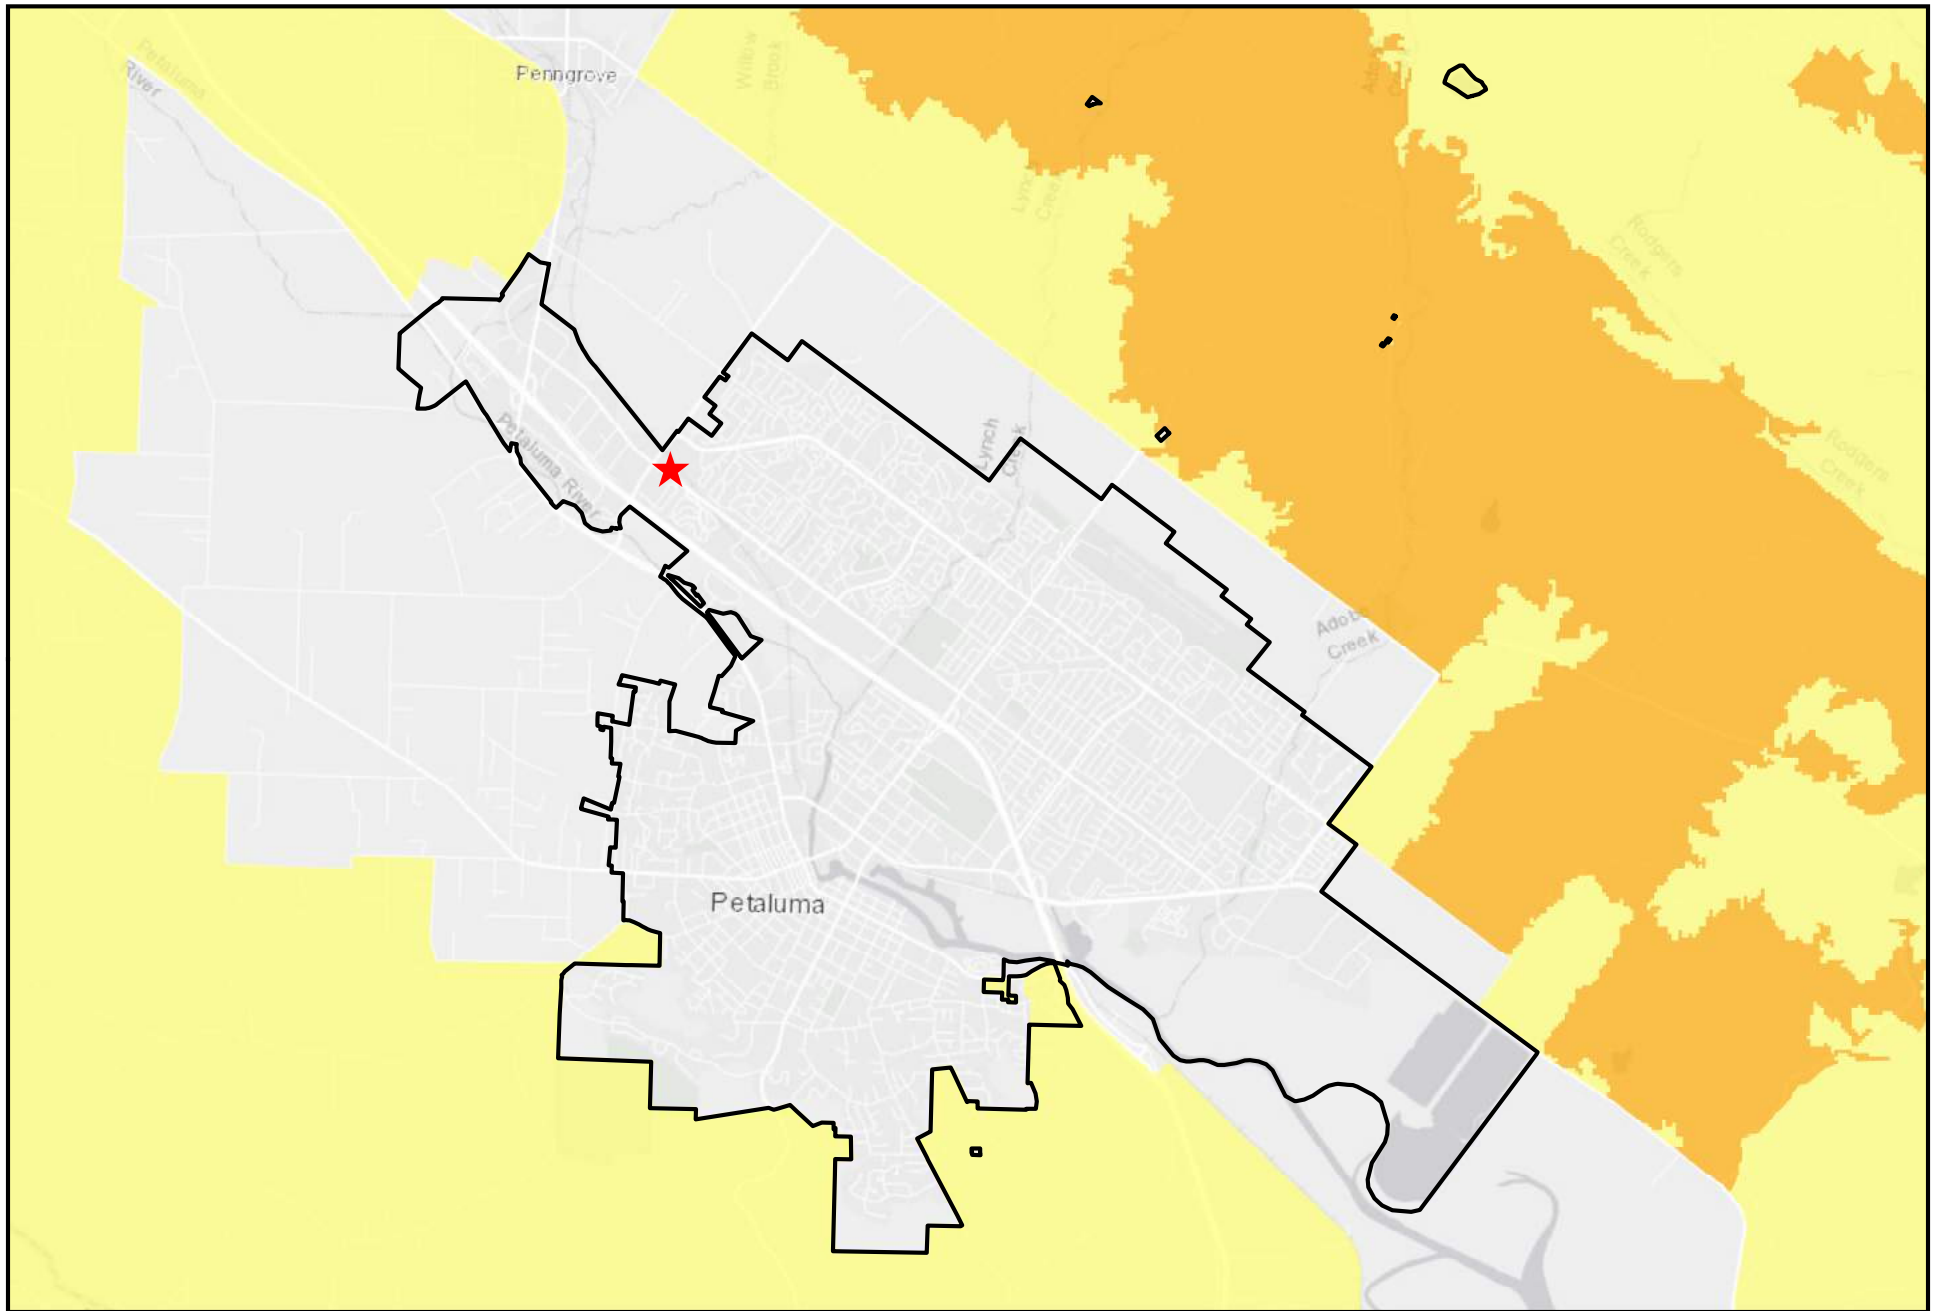 Petaluma
River
Penngrove
Willow
Brook
Adobe
Creek
Lynch
Creek
Rodgers
Creek
Petaluma River
Lynch
Creek
Rodgers
Creek
Adobe
Creek
Petaluma